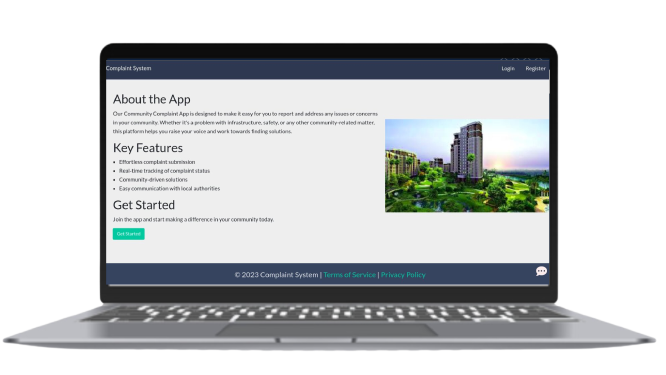 Complaint System
Login Register
About the App
Our Community Complaint App is designed to make it easy for you to report and address any issues or concerns
in your community. Whether it's a problem with infrastructure, safety, or any other community-related matter,
this platform helps you raise your voice and work towards finding solutions.
Key Features
• Effortless complaint submission
• Real-time tracking of complaint status
• Community-driven solutions
• Easy communication with local authorities
Get Started
Join the app and start making a difference in your community today.
Get Started
© 2023 Complaint System | Terms of Service | Privacy Policy